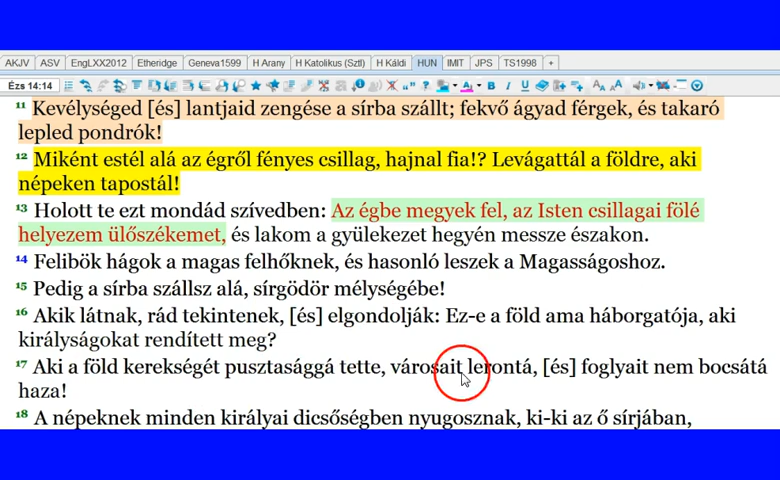 AKJV ASV EngLXX2012 Etheridge Geneva1599 H Arany H Katolikus (Sztl) H Káldi HUN IMIT JPS TS1998 +
Ézs 14:14
11 Kevélységed [és] lantjaid zengése a sírba szállt; fekvő ágyad férgek, és takaró
lepled pondrók!
12 Miként estél alá az égről fényes csillag, hajnal fia!? Levágattál a földre, aki
népeken tapostál!
13 Holott te ezt mondád szívedben: Az égbe megyek fel, az Isten csillagai fölé
helyezem ülőszékemet, és lakom a gyülekezet hegyén messze északon.
14 Felibök hágok a magas felhőknek, és hasonló leszek a Magasságoshoz.
15 Pedig a sírba szállsz alá, sírgödör mélységébe!
16 Akik látnak, rád tekintenek, [és] elgondolják: Ez-e a föld ama háborgatója, aki
királyságokat rendített meg?
17 Aki a föld kerekségét pusztasággá tette, városait lerontá, [és] foglyait nem bocsátá
haza!
18 A népeknek minden királyai dicsőségben nyugosznak, ki-ki az ő sírjában,